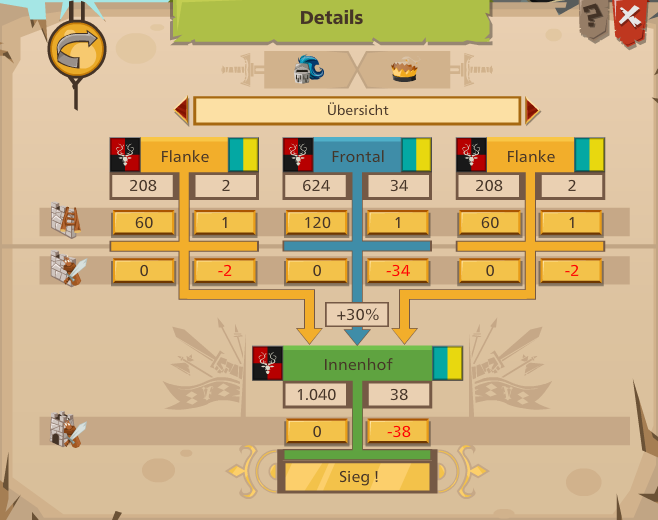 Details
?
Übersicht
Flanke Frontal Flanke
208 2 624 34 208 2
60 1 120 1 60 1
0 -2 0 -34 0 -2
+30%
Innenhof
1.040 38
0 -38
Sieg !